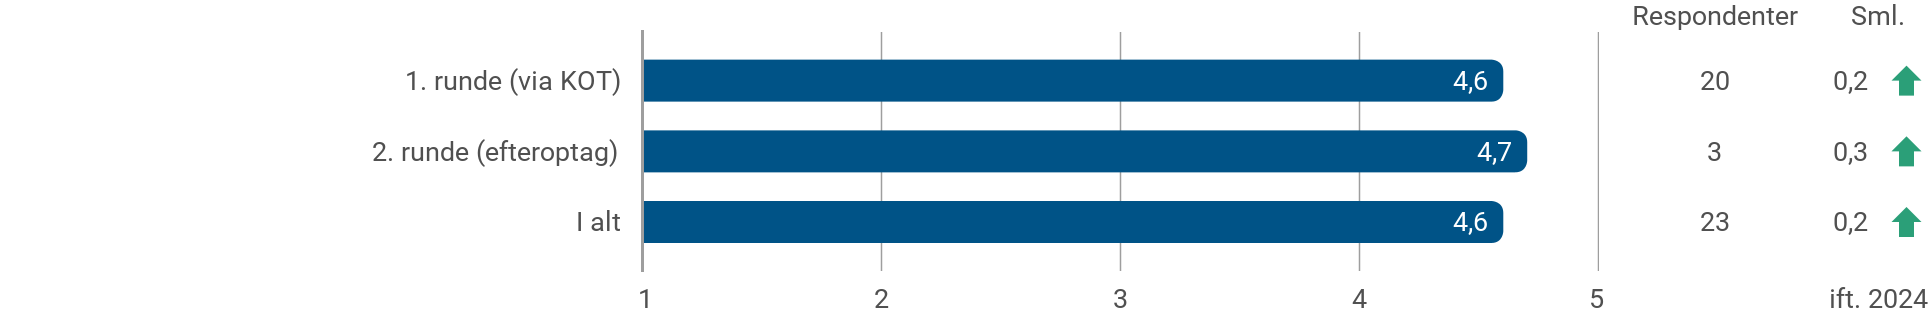 Respondenter Sml.
1. runde (via KOT) 4,6 20 0,2
2. runde (efteroptag) 4,7 3 0,3
I alt 4,6 23 0,2
1 2 3 4 5 ift. 2024